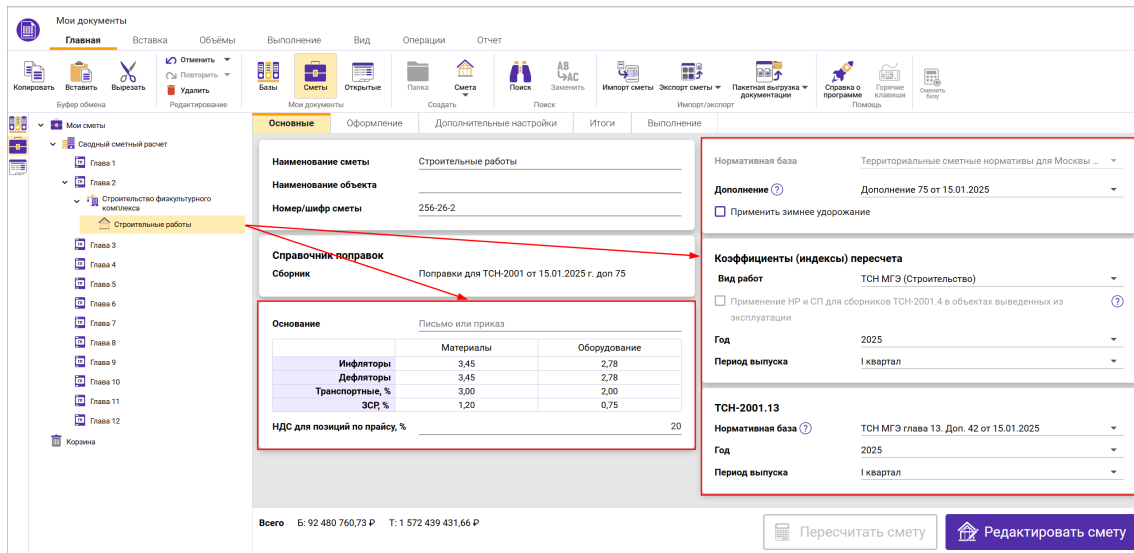 Мои документы
Главная Вставка Объёмы Выполнение Вид Операции Отчет
Копировать Вставить Вырезать
Отменить
Повторить
Удалить
Базы Сметы Открытые Папка Смета Поиск Заменить Импорт сметы Экспорт сметы Пакетная выгрузка документации Справка о программе Горячие клавиши Сменить базу
AB
AC
Буфер обмена Редактирование Мои документы Создать Поиск Импорт/экспорт Помощь
Мои сметы
Сводный сметный расчет
Глава 1
Глава 2
Строительство физкультурного
комплекса
Строительные работы
Глава 3
Глава 4
Глава 5
Глава 6
Глава 7
Глава 8
Глава 9
Глава 10
Глава 11
Глава 12
Корзина
Основные Оформление Дополнительные настройки Итоги Выполнение
Наименование сметы Строительные работы
Наименование объекта
Номер/шифр сметы 256-26-2
Справочник поправок
Сборник Поправки для ТСН-2001 от 15.01.2025 г. доп 75
Основание Письмо или приказ
Материалы Оборудование
Инфляторы 3,45 2,78
Дефляторы 3,45 2,78
Транспортные, % 3,00 2,00
ЗСР, % 1,20 0,75
НДС для позиций по прайсу, % 20
Нормативная база Территориальные сметные нормативы для Москвы ...
Дополнение ? Дополнение 75 от 15.01.2025
Применить зимнее удорожание
Коэффициенты (индексы) пересчета
Вид работ ТСН МГЭ (Строительство)
Применение НР и СП для сборников ТСН-2001.4 в объектах выведенных из ?
эксплуатации
Год 2025
Период выпуска I квартал
ТСН-2001.13
Нормативная база ? ТСН МГЭ глава 13. Доп. 42 от 15.01.2025
Год 2025
Период выпуска I квартал
Всего Б: 92 480 760,73 ₽ Т: 1 572 439 431,66 ₽
Пересчитать смету Редактировать смету